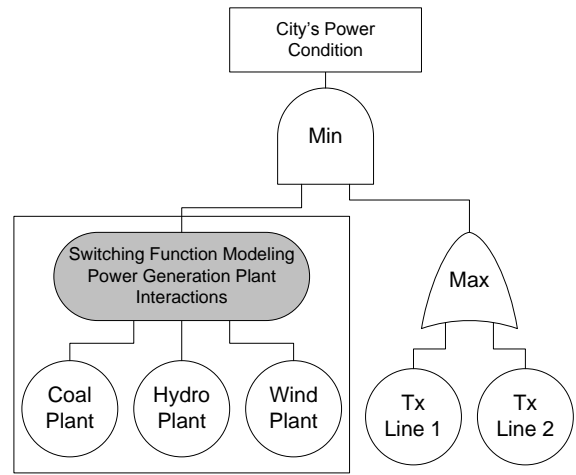 City's Power
Condition
Min
Switching Function Modeling
Power Generation Plant
Interactions
Max
Coal
Plant
Hydro
Plant
Wind
Plant
Tx
Line 1
Tx
Line 2